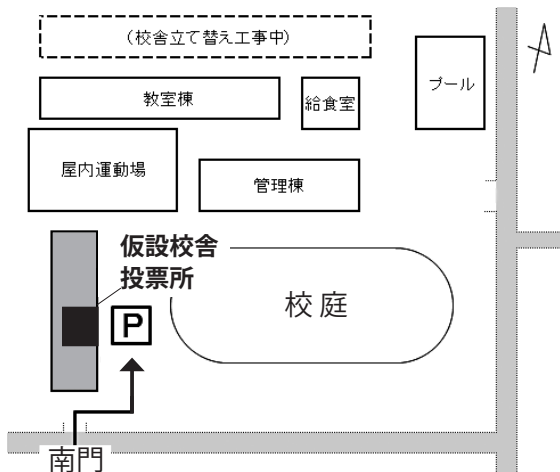 （校舎立て替え工事中）
教室棟
給食室
プール
屋内運動場
管理棟
仮設校舎
投票所
P
校庭
南門